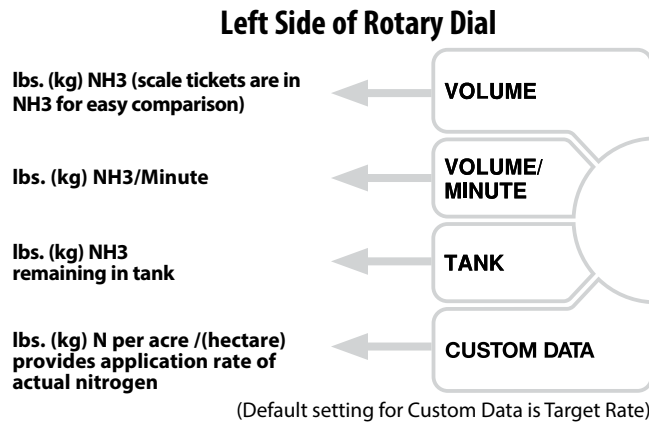 Left Side of Rotary Dial
lbs. (kg) NH3 (scale tickets are in
NH3 for easy comparison)
VOLUME
lbs. (kg) NH3/Minute
VOLUME/
MINUTE
lbs. (kg) NH3
remaining in tank
TANK
lbs. (kg) N per acre /(hectare)
provides application rate of
actual nitrogen
CUSTOM DATA
(Default setting for Custom Data is Target Rate)